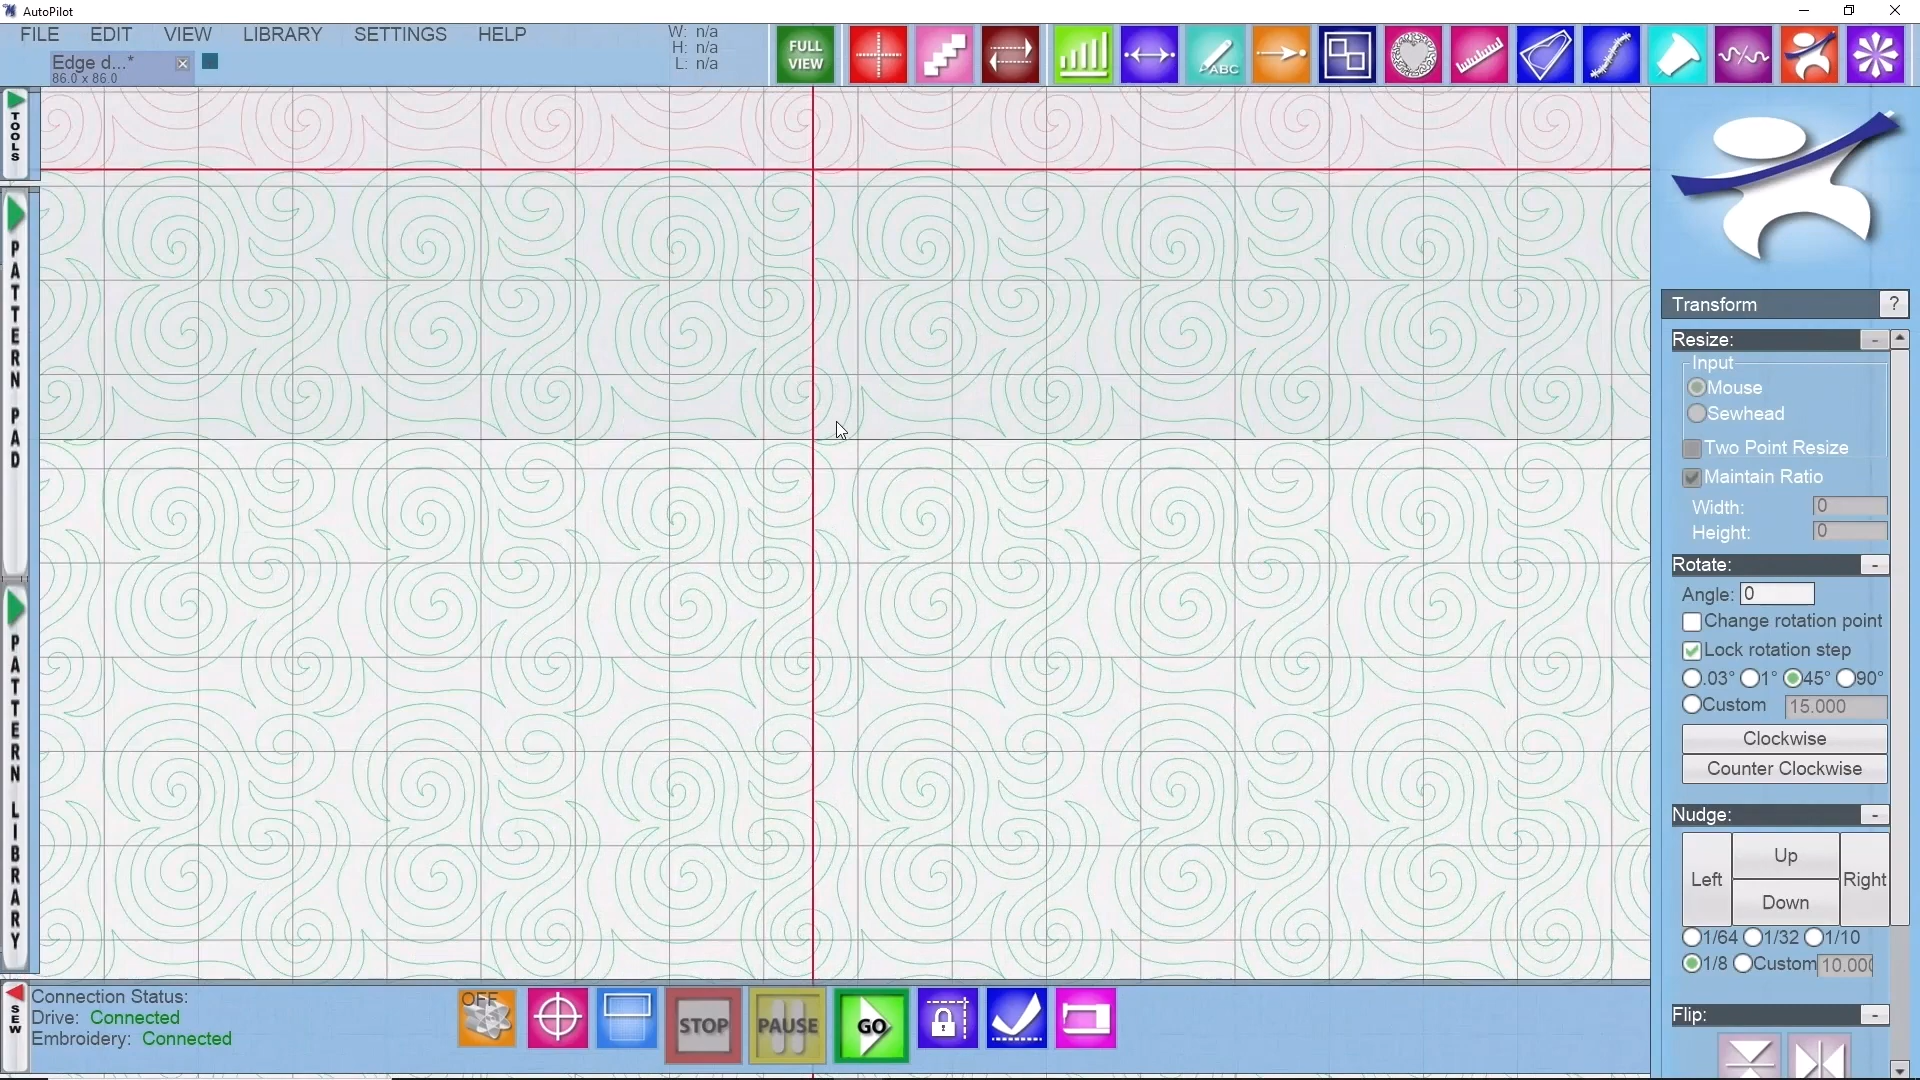 AutoPilot
FILE EDIT VIEW LIBRARY SETTINGS HELP
W: n/a
H: n/a
L: n/a
Edge d...*
86.0 x 86.0
FULL
VIEW
ABC
TOOLS
PATTERN PAD
PATTERN LIBRARY
SEW
Transform ?
Resize: -
Input
Mouse
Sewhead
Two Point Resize
Maintain Ratio
Width: 0
Height: 0
Rotate: -
Angle: 0
Change rotation point
Lock rotation step
.03° 1° 45° 90°
Custom 15.000
Clockwise
Counter Clockwise
Nudge: -
Up
Left Right
Down
1/64 1/32 1/10
1/8 Custom 10.000
Flip: -
Connection Status:
Drive: Connected
Embroidery: Connected
OFF
STOP
PAUSE
GO